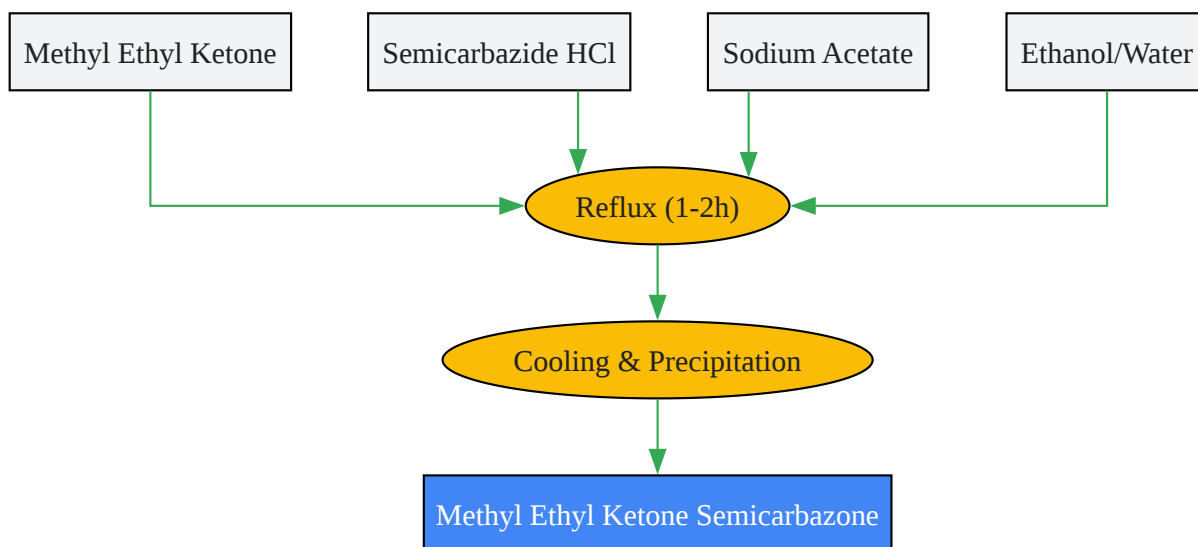 Methyl Ethyl Ketone
Semicarbazide HCl
Sodium Acetate
Ethanol/Water
Reflux (1-2h)
Cooling & Precipitation
Methyl Ethyl Ketone Semicarbazone